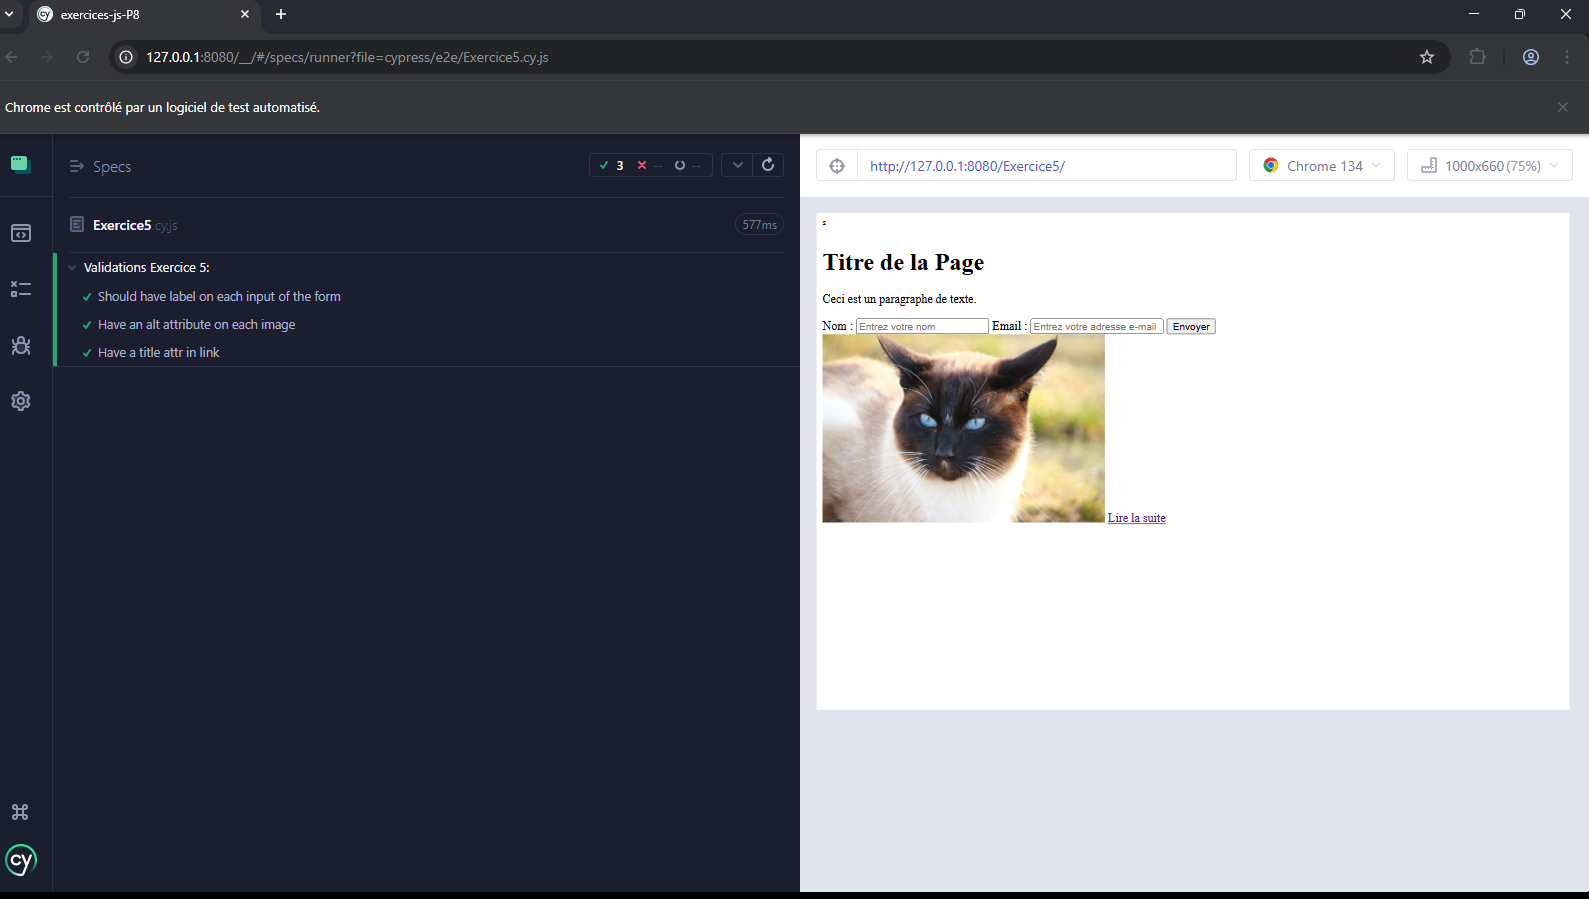 exercices-js-P8
127.0.0.1:8080/__/#/specs/runner?file=cypress/e2e/Exercice5.cy.js
Chrome est contrôlé par un logiciel de test automatisé.
Specs
3 -- --
Exercice5.cy.js
577ms
Validations Exercice 5:
Should have label on each input of the form
Have an alt attribute on each image
Have a title attr in link
cy
http://127.0.0.1:8080/Exercice5/
Chrome 134
1000x660 (75%)
Titre de la Page
Ceci est un paragraphe de texte.
Nom : Entrez votre nom Email : Entrez votre adresse e-mail Envoyer
Lire la suite